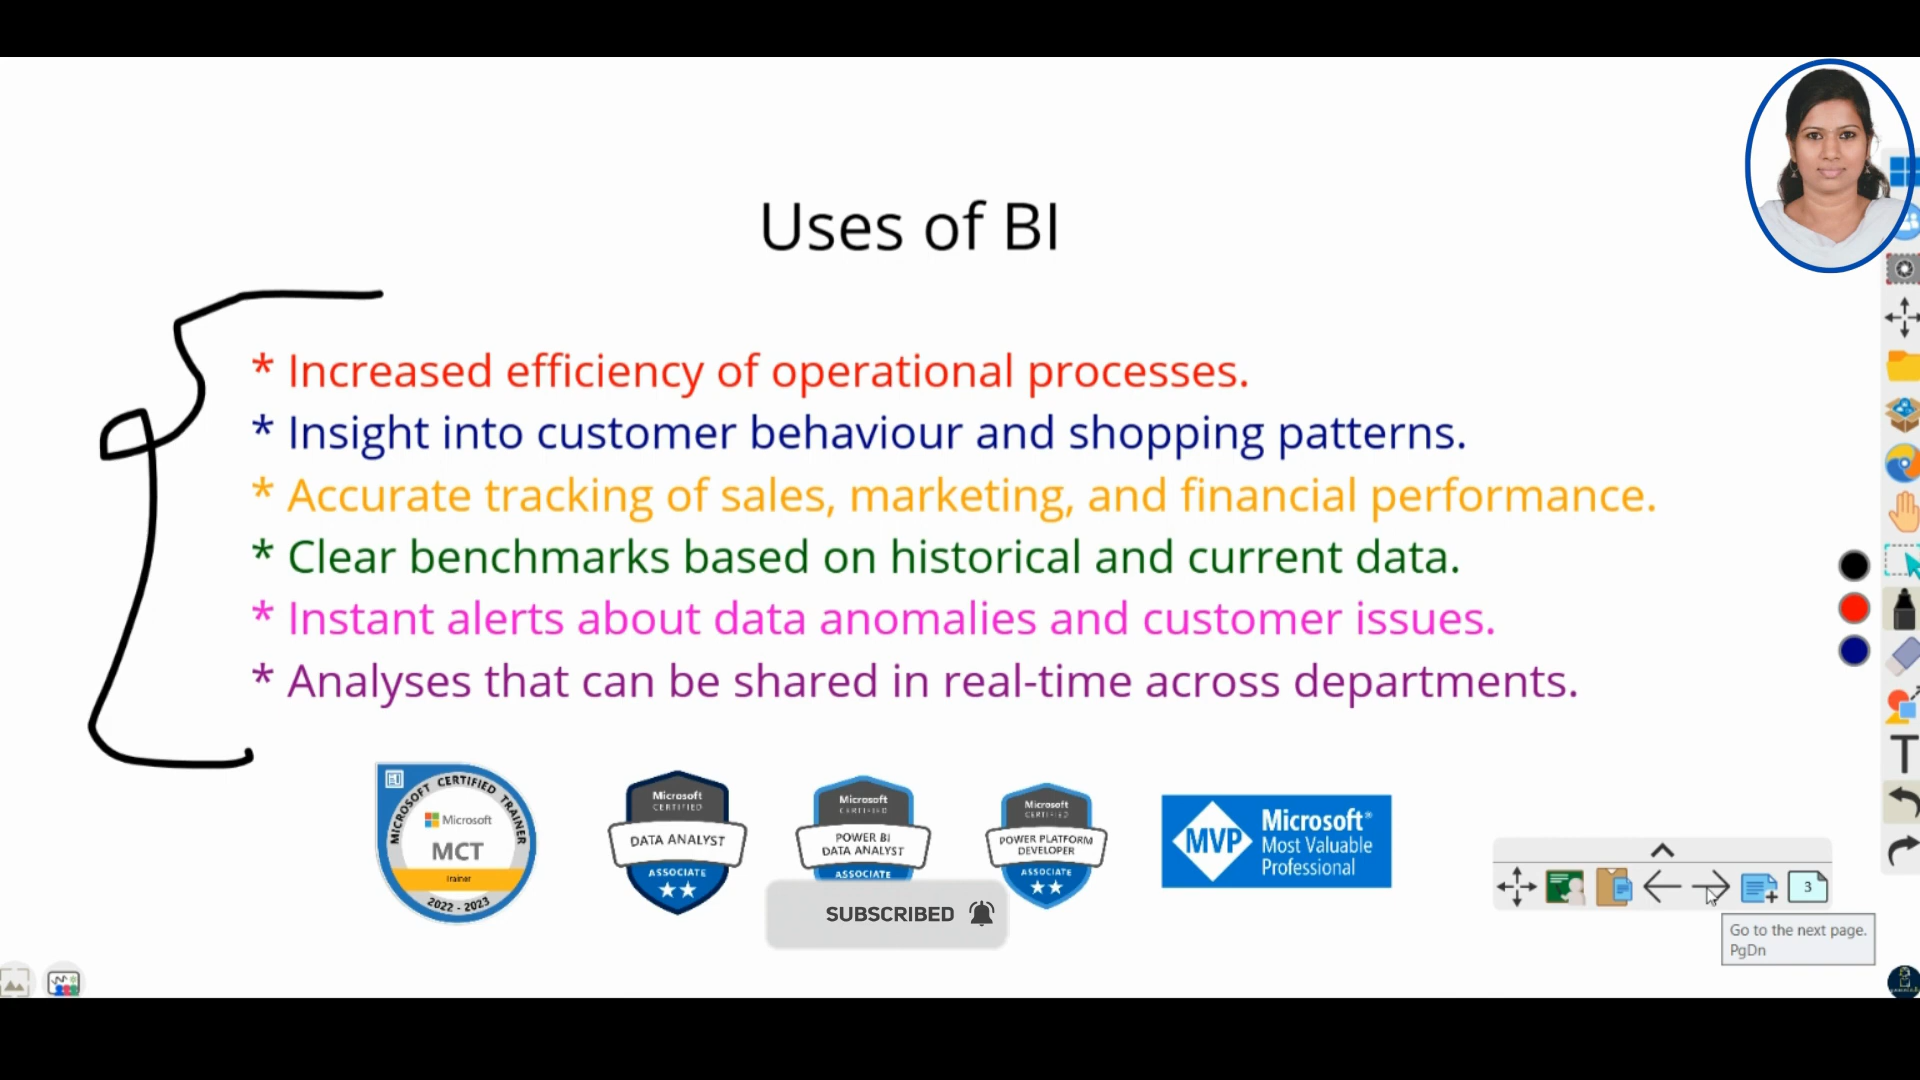 Uses of BI
* Increased efficiency of operational processes.
* Insight into customer behaviour and shopping patterns.
* Accurate tracking of sales, marketing, and financial performance.
* Clear benchmarks based on historical and current data.
* Instant alerts about data anomalies and customer issues.
* Analyses that can be shared in real-time across departments.
MICROSOFT CERTIFIED TRAINER
Microsoft
MCT
Trainer
2022 - 2023
Microsoft
CERTIFIED
DATA ANALYST
ASSOCIATE
Microsoft
CERTIFIED
POWER BI
DATA ANALYST
ASSOCIATE
Microsoft
CERTIFIED
POWER PLATFORM
DEVELOPER
ASSOCIATE
MVP
Microsoft®
Most Valuable
Professional
SUBSCRIBED
3
Go to the next page.
PgDn
T